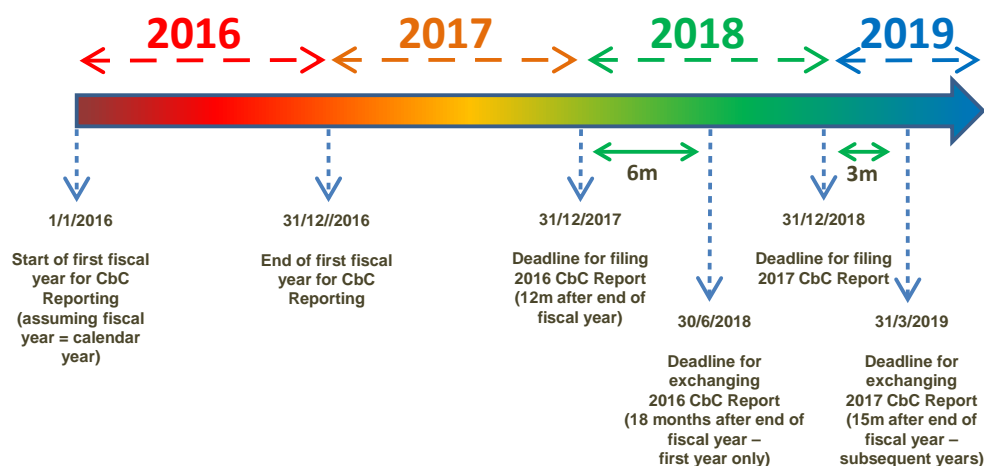 2016
2017
2018
2019
6m
3m
1/1/2016
Start of first fiscal
year for CbC
Reporting
(assuming fiscal
year = calendar
year)
31/12//2016
End of first fiscal
year for CbC
Reporting
31/12/2017
Deadline for filing
2016 CbC Report
(12m after end of
fiscal year)
30/6/2018
Deadline for
exchanging
2016 CbC Report
(18 months after end of
fiscal year –
first year only)
31/12/2018
Deadline for filing
2017 CbC Report
31/3/2019
Deadline for
exchanging
2017 CbC Report
(15m after end of
fiscal year –
subsequent years)